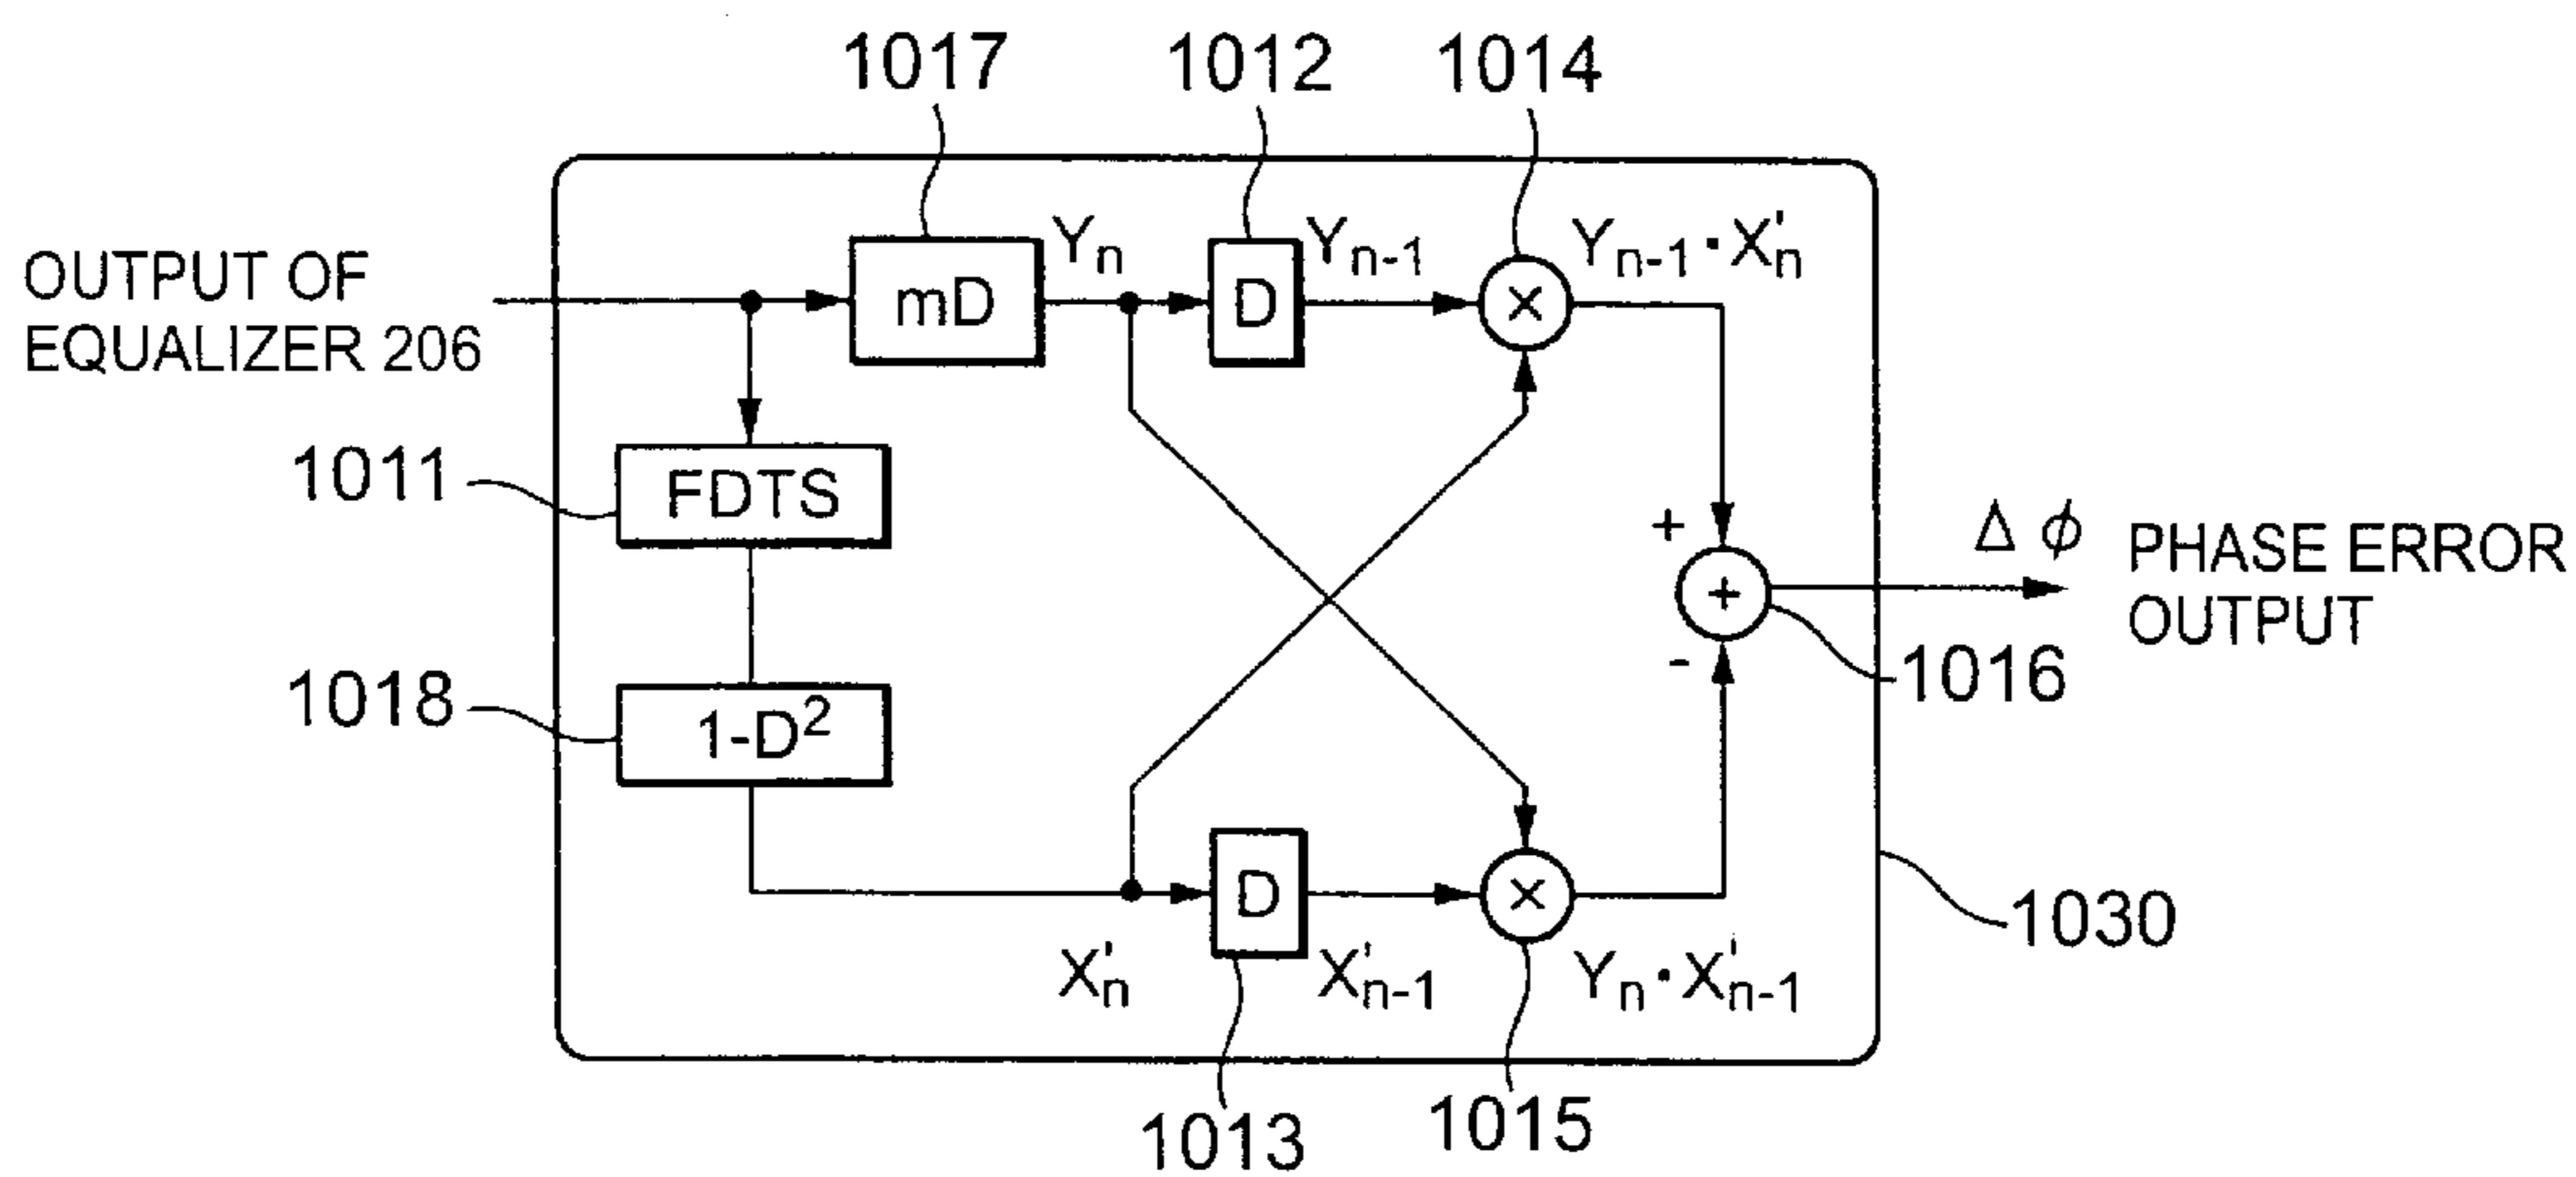 1017
1012
1014
OUTPUT OF
EQUALIZER 206
mD
Yₙ
D
Yₙ₋₁
×
Yₙ₋₁・X'ₙ
1011
FDTS
+
Δφ
PHASE ERROR
OUTPUT
+
-
1016
1018
1-D²
X'ₙ
D
X'ₙ₋₁
×
Yₙ・X'ₙ₋₁
1030
1013
1015